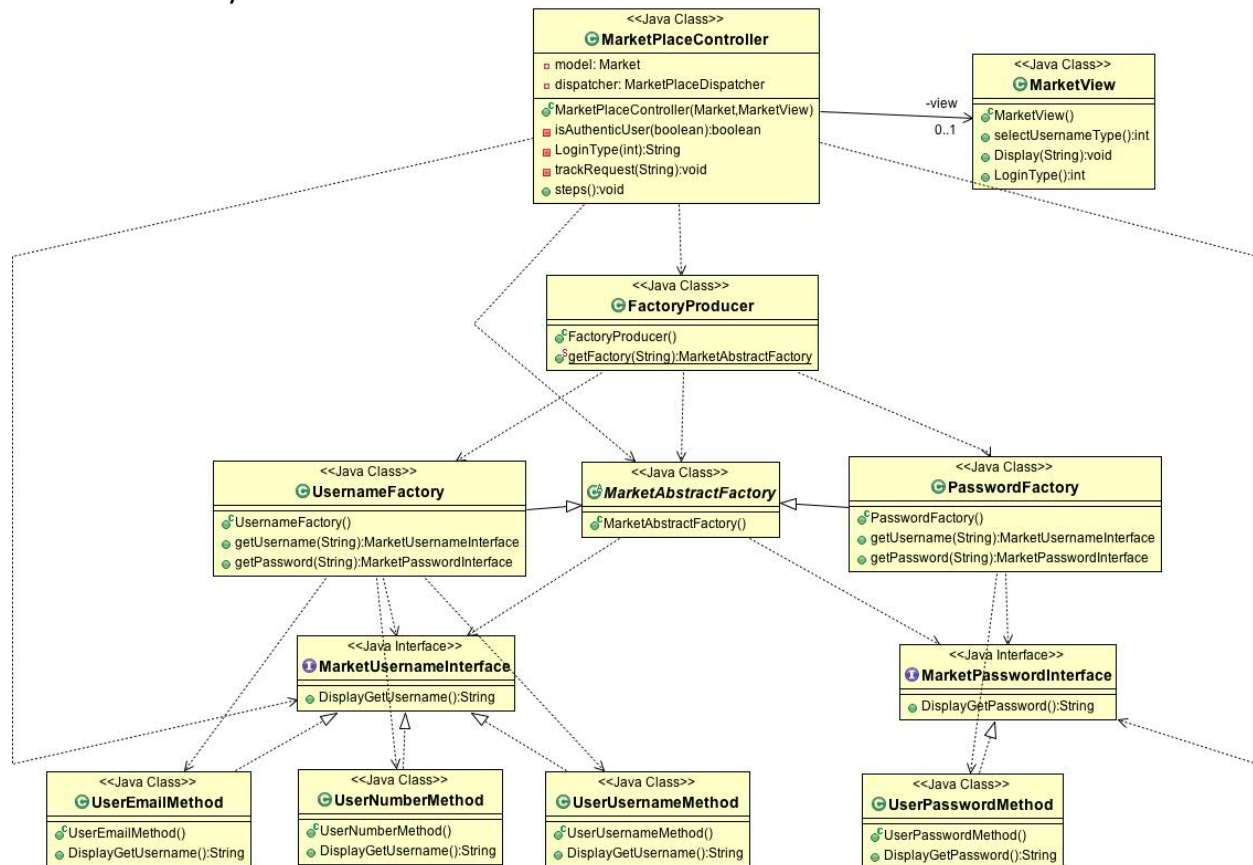 <<Java Class>>
MarketPlaceController
model: Market
dispatcher: MarketPlaceDispatcher
MarketPlaceController(Market,MarketView)
isAuthenticUser(boolean):boolean
LoginType(int):String
trackRequest(String):void
steps():void
-view
0..1
<<Java Class>>
MarketView
MarketView()
selectUsernameType():int
Display(String):void
LoginType():int
<<Java Class>>
FactoryProducer
FactoryProducer()
getFactory(String):MarketAbstractFactory
<<Java Class>>
UsernameFactory
UsernameFactory()
getUsername(String):MarketUsernameInterface
getPassword(String):MarketPasswordInterface
<<Java Class>>
MarketAbstractFactory
MarketAbstractFactory()
<<Java Class>>
PasswordFactory
PasswordFactory()
getUsername(String):MarketUsernameInterface
getPassword(String):MarketPasswordInterface
<<Java Interface>>
MarketUsernameInterface
DisplayGetUsername():String
<<Java Interface>>
MarketPasswordInterface
DisplayGetPassword():String
<<Java Class>>
UserEmailMethod
UserEmailMethod()
DisplayGetUsername():String
<<Java Class>>
UserNumberMethod
UserNumberMethod()
DisplayGetUsername():String
<<Java Class>>
UserUsernameMethod
UserUsernameMethod()
DisplayGetUsername():String
<<Java Class>>
UserPasswordMethod
UserPasswordMethod()
DisplayGetPassword():String